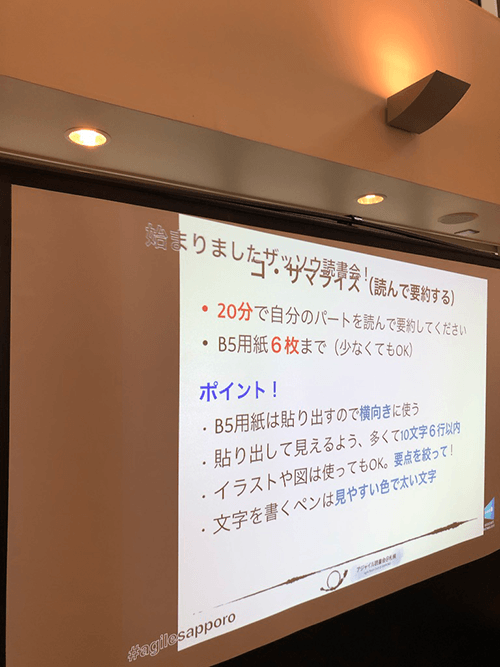 始まりましたザッソウ読書会!
コ・サマライズ（読んで要約する）
• 20分で自分のパートを読んで要約してください
• B5用紙６枚まで（少なくてもOK）
ポイント！
. B5用紙は貼り出すので横向きに使う
. 貼り出して見えるよう、多くて10文字６行以内
. イラストや図は使ってもOK。要点を絞って！
. 文字を書くペンは見やすい色で太い文字
アジャイル読書会@札幌
#agilesapporo